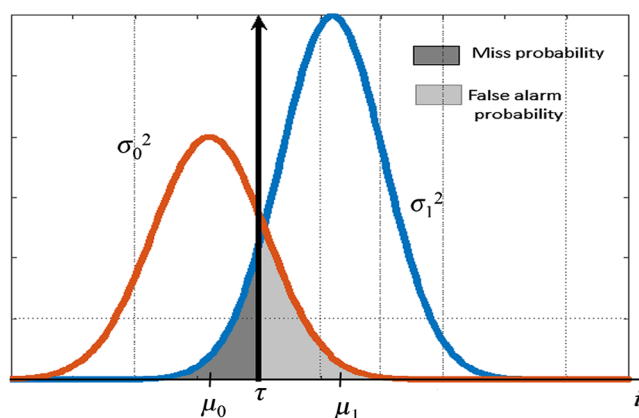 Miss probability
False alarm
probability
σ₀²
σ₁²
μ₀
τ
μ₁